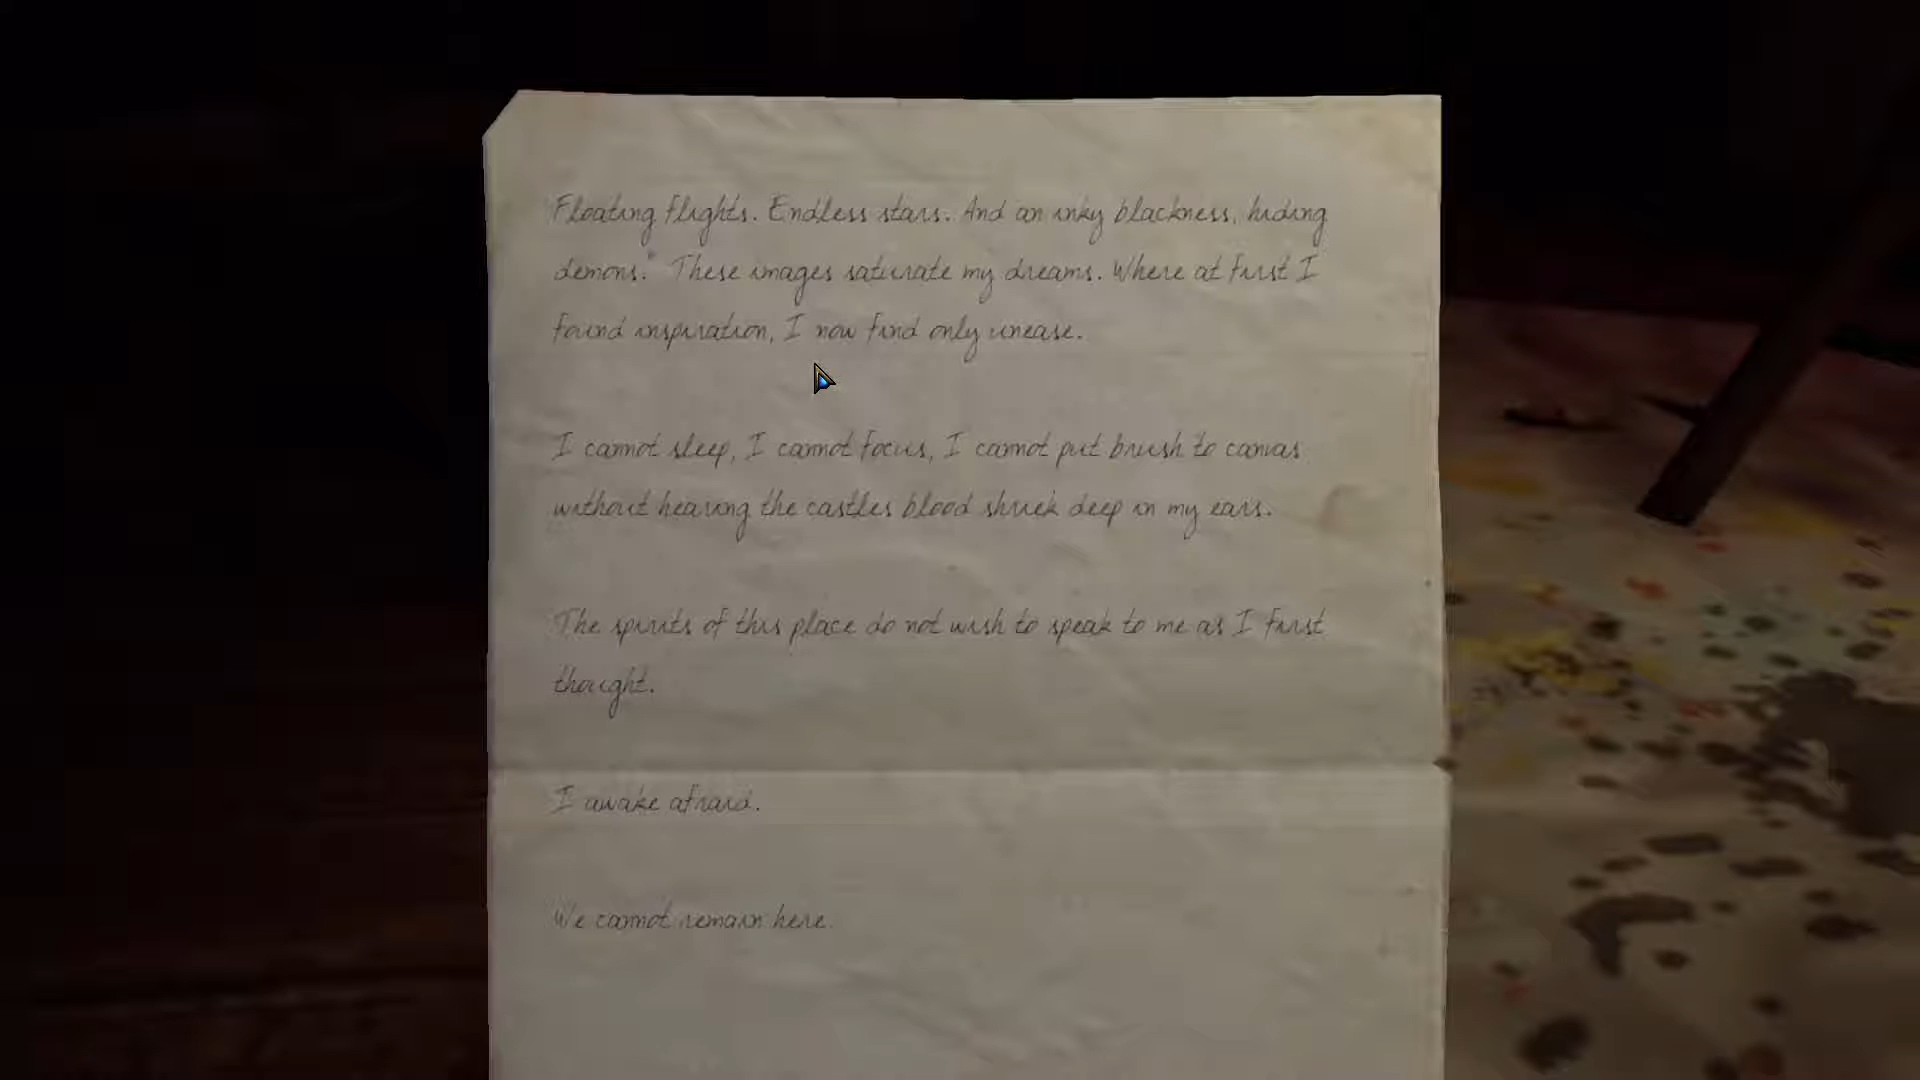 Floating flights. Endless stars. And an inky blackness, hiding
demons. These images saturate my dreams. Where at first I
found inspiration, I now find only unease.
I cannot sleep, I cannot focus, I cannot put brush to canvas
without hearing the castles blood shriek deep in my ears.
The spirits of this place do not wish to speak to me as I first
thought.
I awake afraid.
We cannot remain here.